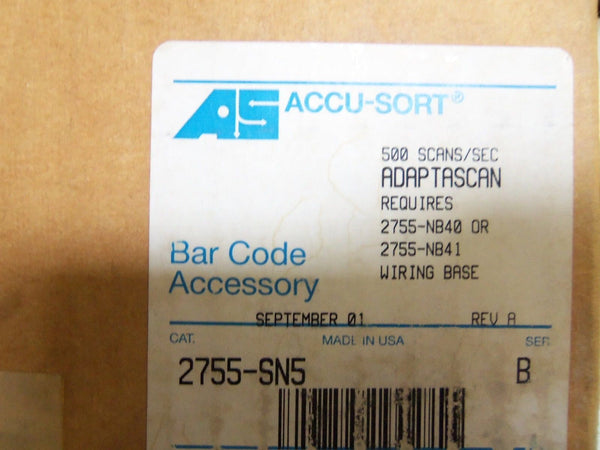 AS ACCU-SORT®
500 SCANS/SEC
ADAPTASCAN
REQUIRES
2755-NB40 OR
2755-NB41
WIRING BASE
Bar Code
Accessory
SEPTEMBER 01 REV A
CAT. MADE IN USA SER.
2755-SN5 B